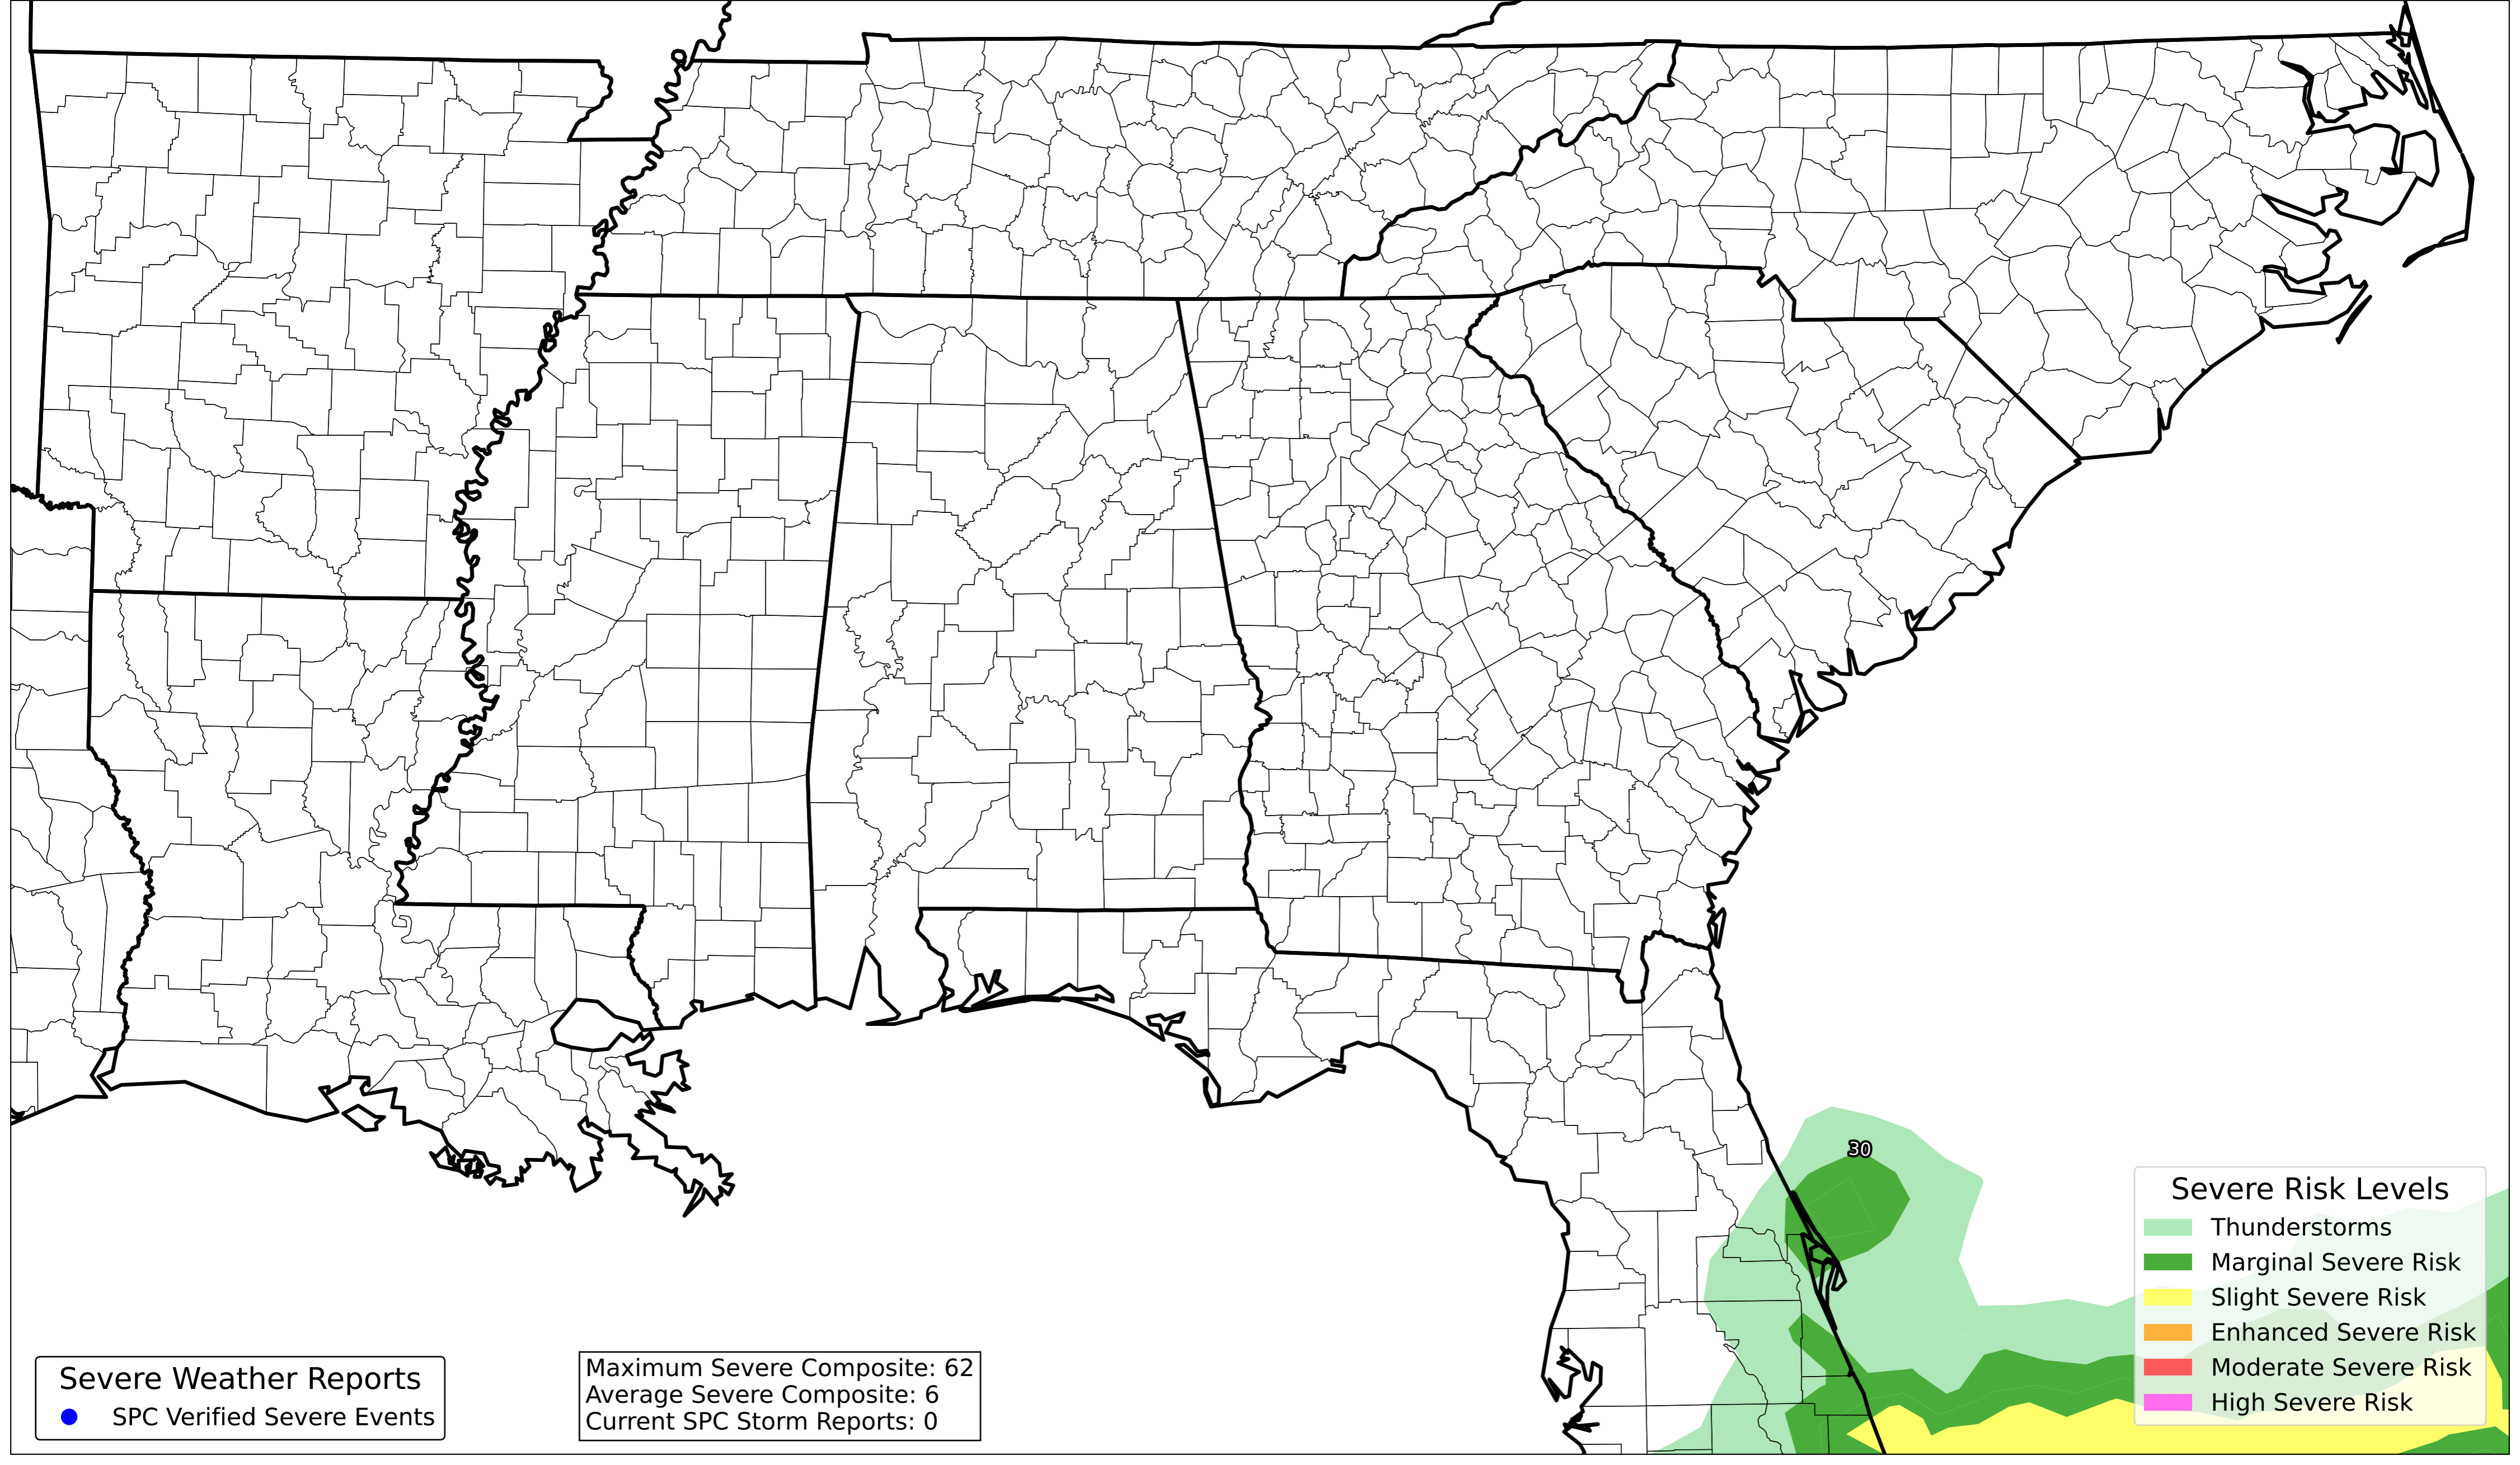 30
Severe Risk Levels
Thunderstorms
Marginal Severe Risk
Slight Severe Risk
Enhanced Severe Risk
Moderate Severe Risk
High Severe Risk
Severe Weather Reports
SPC Verified Severe Events
Maximum Severe Composite: 62
Average Severe Composite: 6
Current SPC Storm Reports: 0